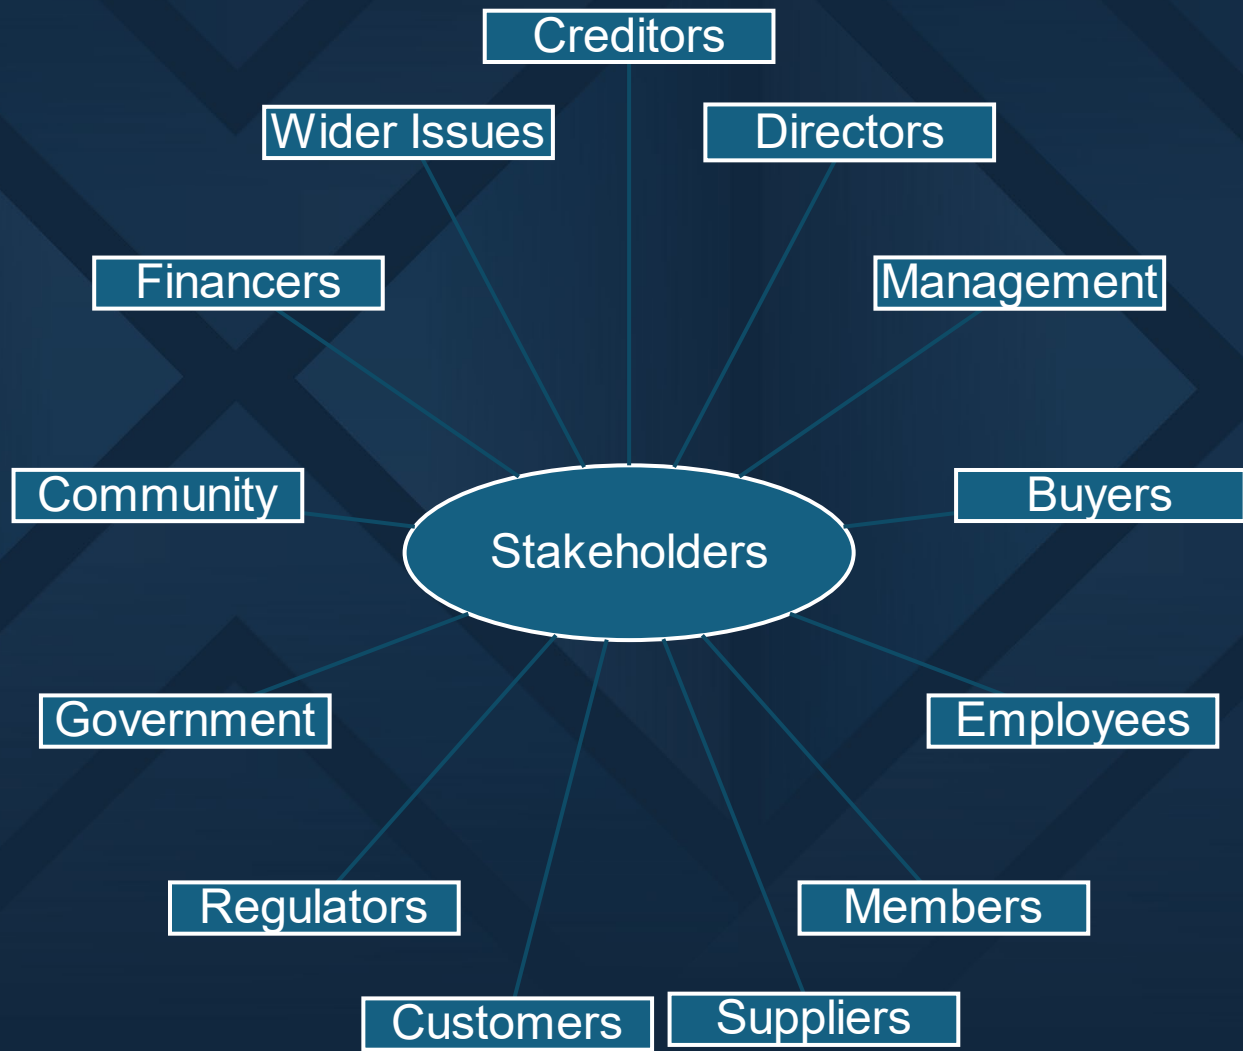 Creditors
Wider Issues
Directors
Financers
Management
Community
Buyers
Stakeholders
Government
Employees
Regulators
Members
Customers
Suppliers